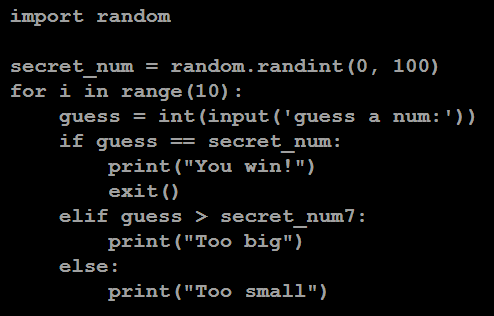 import random

secret_num = random.randint(0, 100)
for i in range(10):
    guess = int(input('guess a num:'))
    if guess == secret_num:
        print("You win!")
        exit()
    elif guess > secret_num7:
        print("Too big")
    else:
        print("Too small")